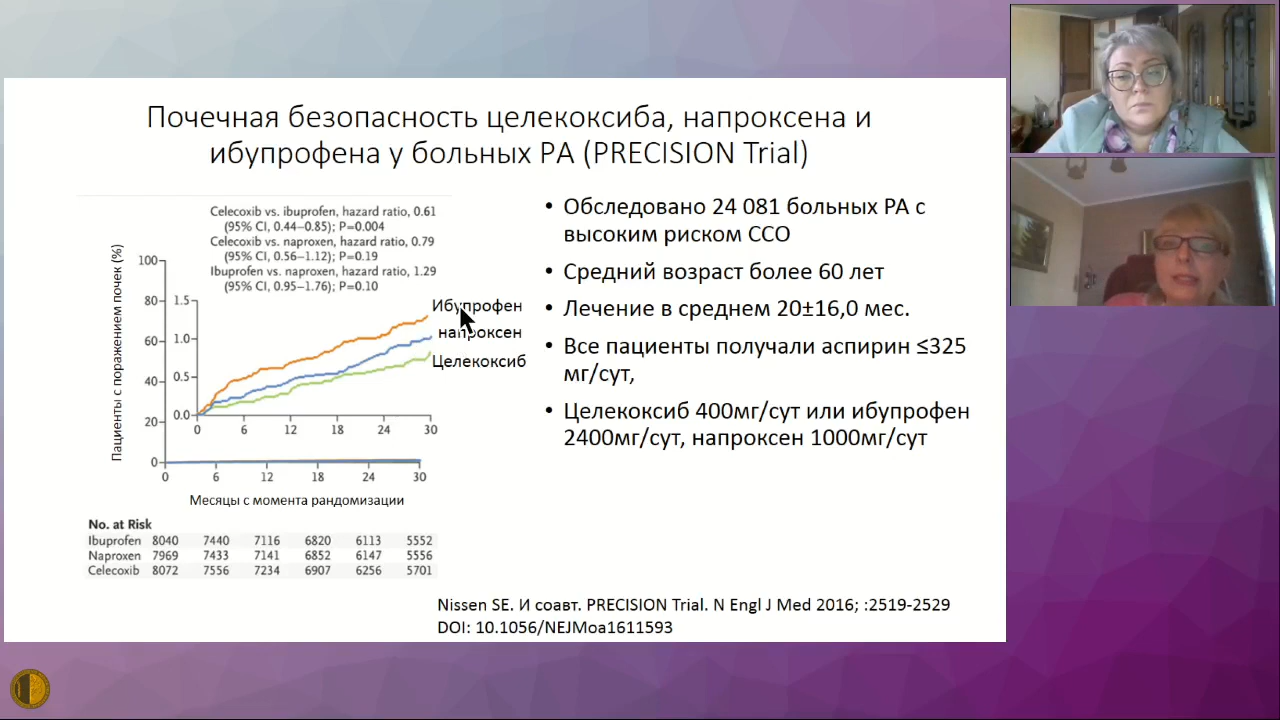 Почечная безопасность целекоксиба, напроксена и
ибупрофена у больных РА (PRECISION Trial)
Celecoxib vs. ibuprofen, hazard ratio, 0.61
(95% CI, 0.44–0.85); P=0.004
Celecoxib vs. naproxen, hazard ratio, 0.79
(95% CI, 0.56–1.12); P=0.19
Ibuprofen vs. naproxen, hazard ratio, 1.29
(95% CI, 0.95–1.76); P=0.10
Пациенты с поражением почек (%)
100
80
60
40
20
0
1.5
1.0
0.5
0.0
0 6 12 18 24 30
Ибупрофен
напроксен
Целекоксиб
0 6 12 18 24 30
Месяцы с момента рандомизации
No. at Risk
Ibuprofen 8040 7440 7116 6820 6113 5552
Naproxen 7969 7433 7141 6852 6147 5556
Celecoxib 8072 7556 7234 6907 6256 5701
• Обследовано 24 081 больных РА с
высоким риском ССО
• Средний возраст более 60 лет
• Лечение в среднем 20±16,0 мес.
• Все пациенты получали аспирин ≤325
мг/сут,
• Целекоксиб 400мг/сут или ибупрофен
2400мг/сут, напроксен 1000мг/сут
Nissen SE. И соавт. PRECISION Trial. N Engl J Med 2016; :2519-2529
DOI: 10.1056/NEJMoa1611593